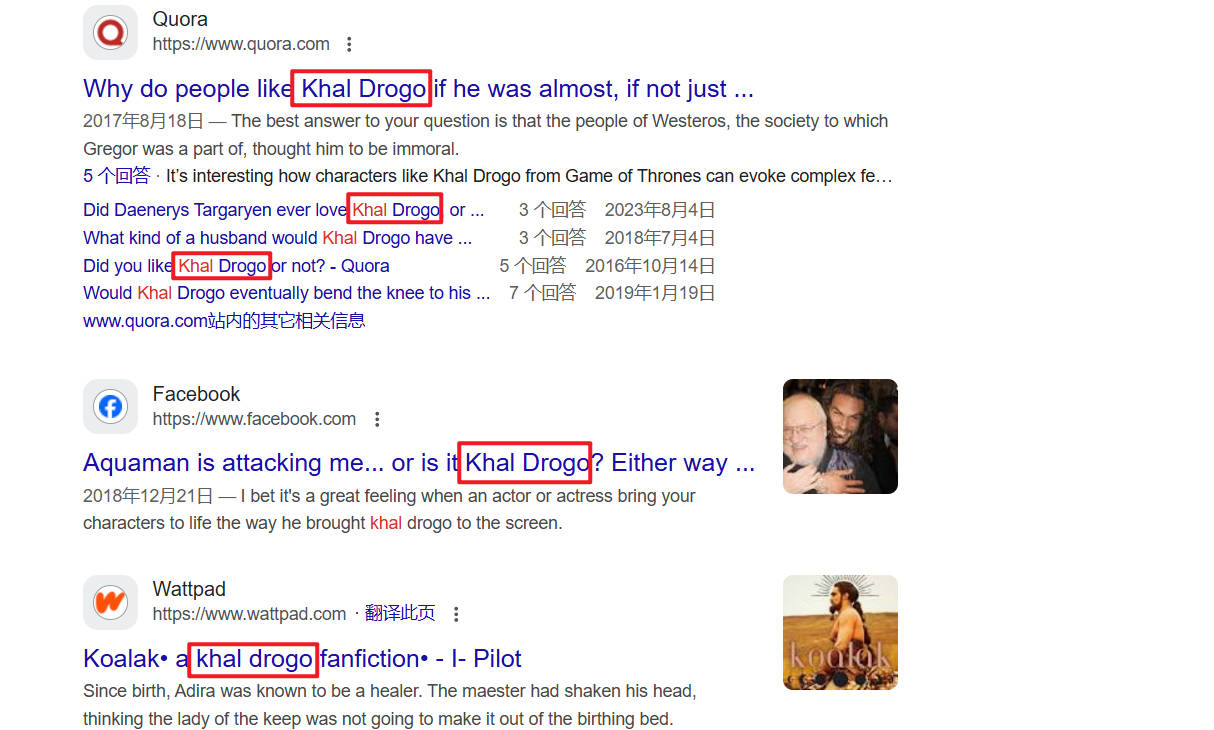 Quora
https://www.quora.com
Why do people like Khal Drogo if he was almost, if not just ...
2017年8月18日 — The best answer to your question is that the people of Westeros, the society to which
Gregor was a part of, thought him to be immoral.
5 个回答 · It’s interesting how characters like Khal Drogo from Game of Thrones can evoke complex fe…
Did Daenerys Targaryen ever love Khal Drogo, or ... 3 个回答 2023年8月4日
What kind of a husband would Khal Drogo have ... 3 个回答 2018年7月4日
Did you like Khal Drogo or not? - Quora 5 个回答 2016年10月14日
Would Khal Drogo eventually bend the knee to his ... 7 个回答 2019年1月19日
www.quora.com站内的其它相关信息
Facebook
https://www.facebook.com
Aquaman is attacking me... or is it Khal Drogo? Either way ...
2018年12月21日 — I bet it's a great feeling when an actor or actress bring your
characters to life the way he brought khal drogo to the screen.
Wattpad
https://www.wattpad.com · 翻译此页
Koalak• a khal drogo fanfiction• - I- Pilot
Since birth, Adira was known to be a healer. The maester had shaken his head,
thinking the lady of the keep was not going to make it out of the birthing bed.
koalak